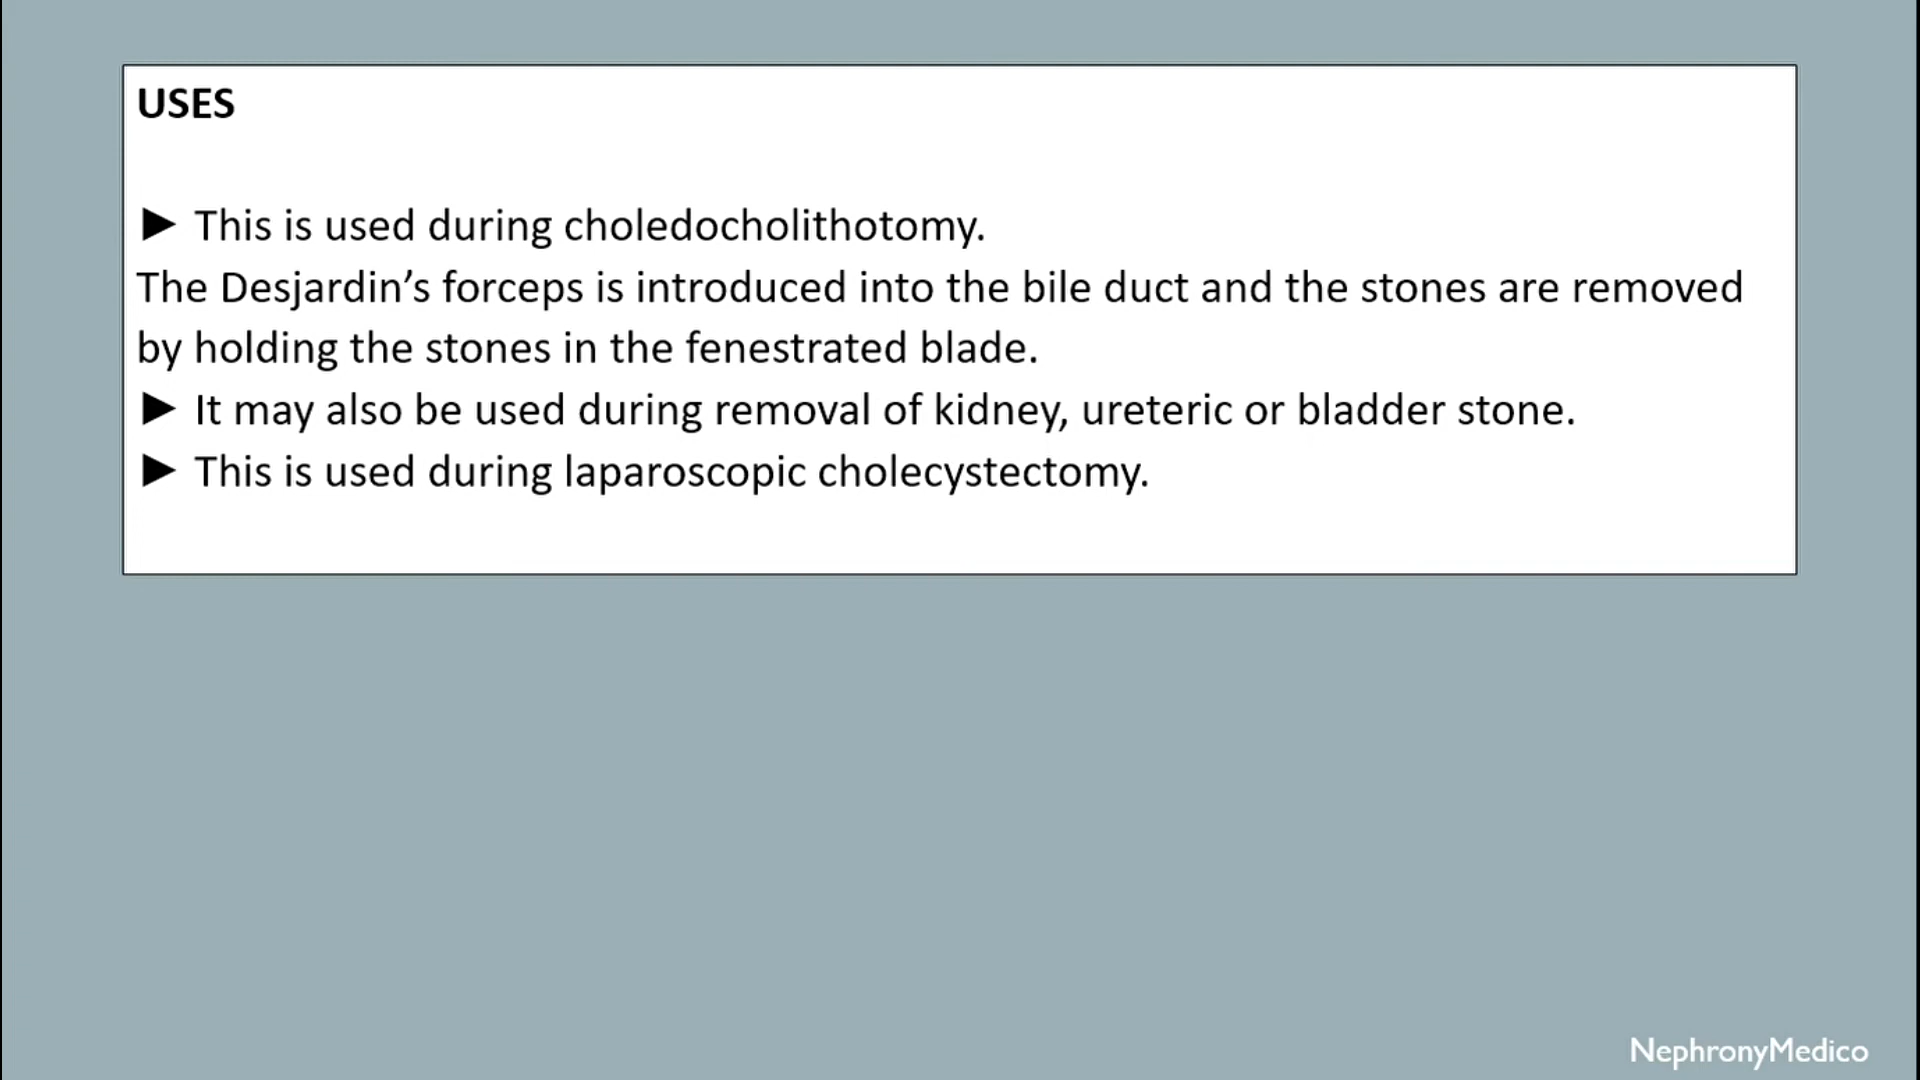 USES
► This is used during choledocholithotomy.
The Desjardin’s forceps is introduced into the bile duct and the stones are removed
by holding the stones in the fenestrated blade.
► It may also be used during removal of kidney, ureteric or bladder stone.
► This is used during laparoscopic cholecystectomy.
NephronyMedico